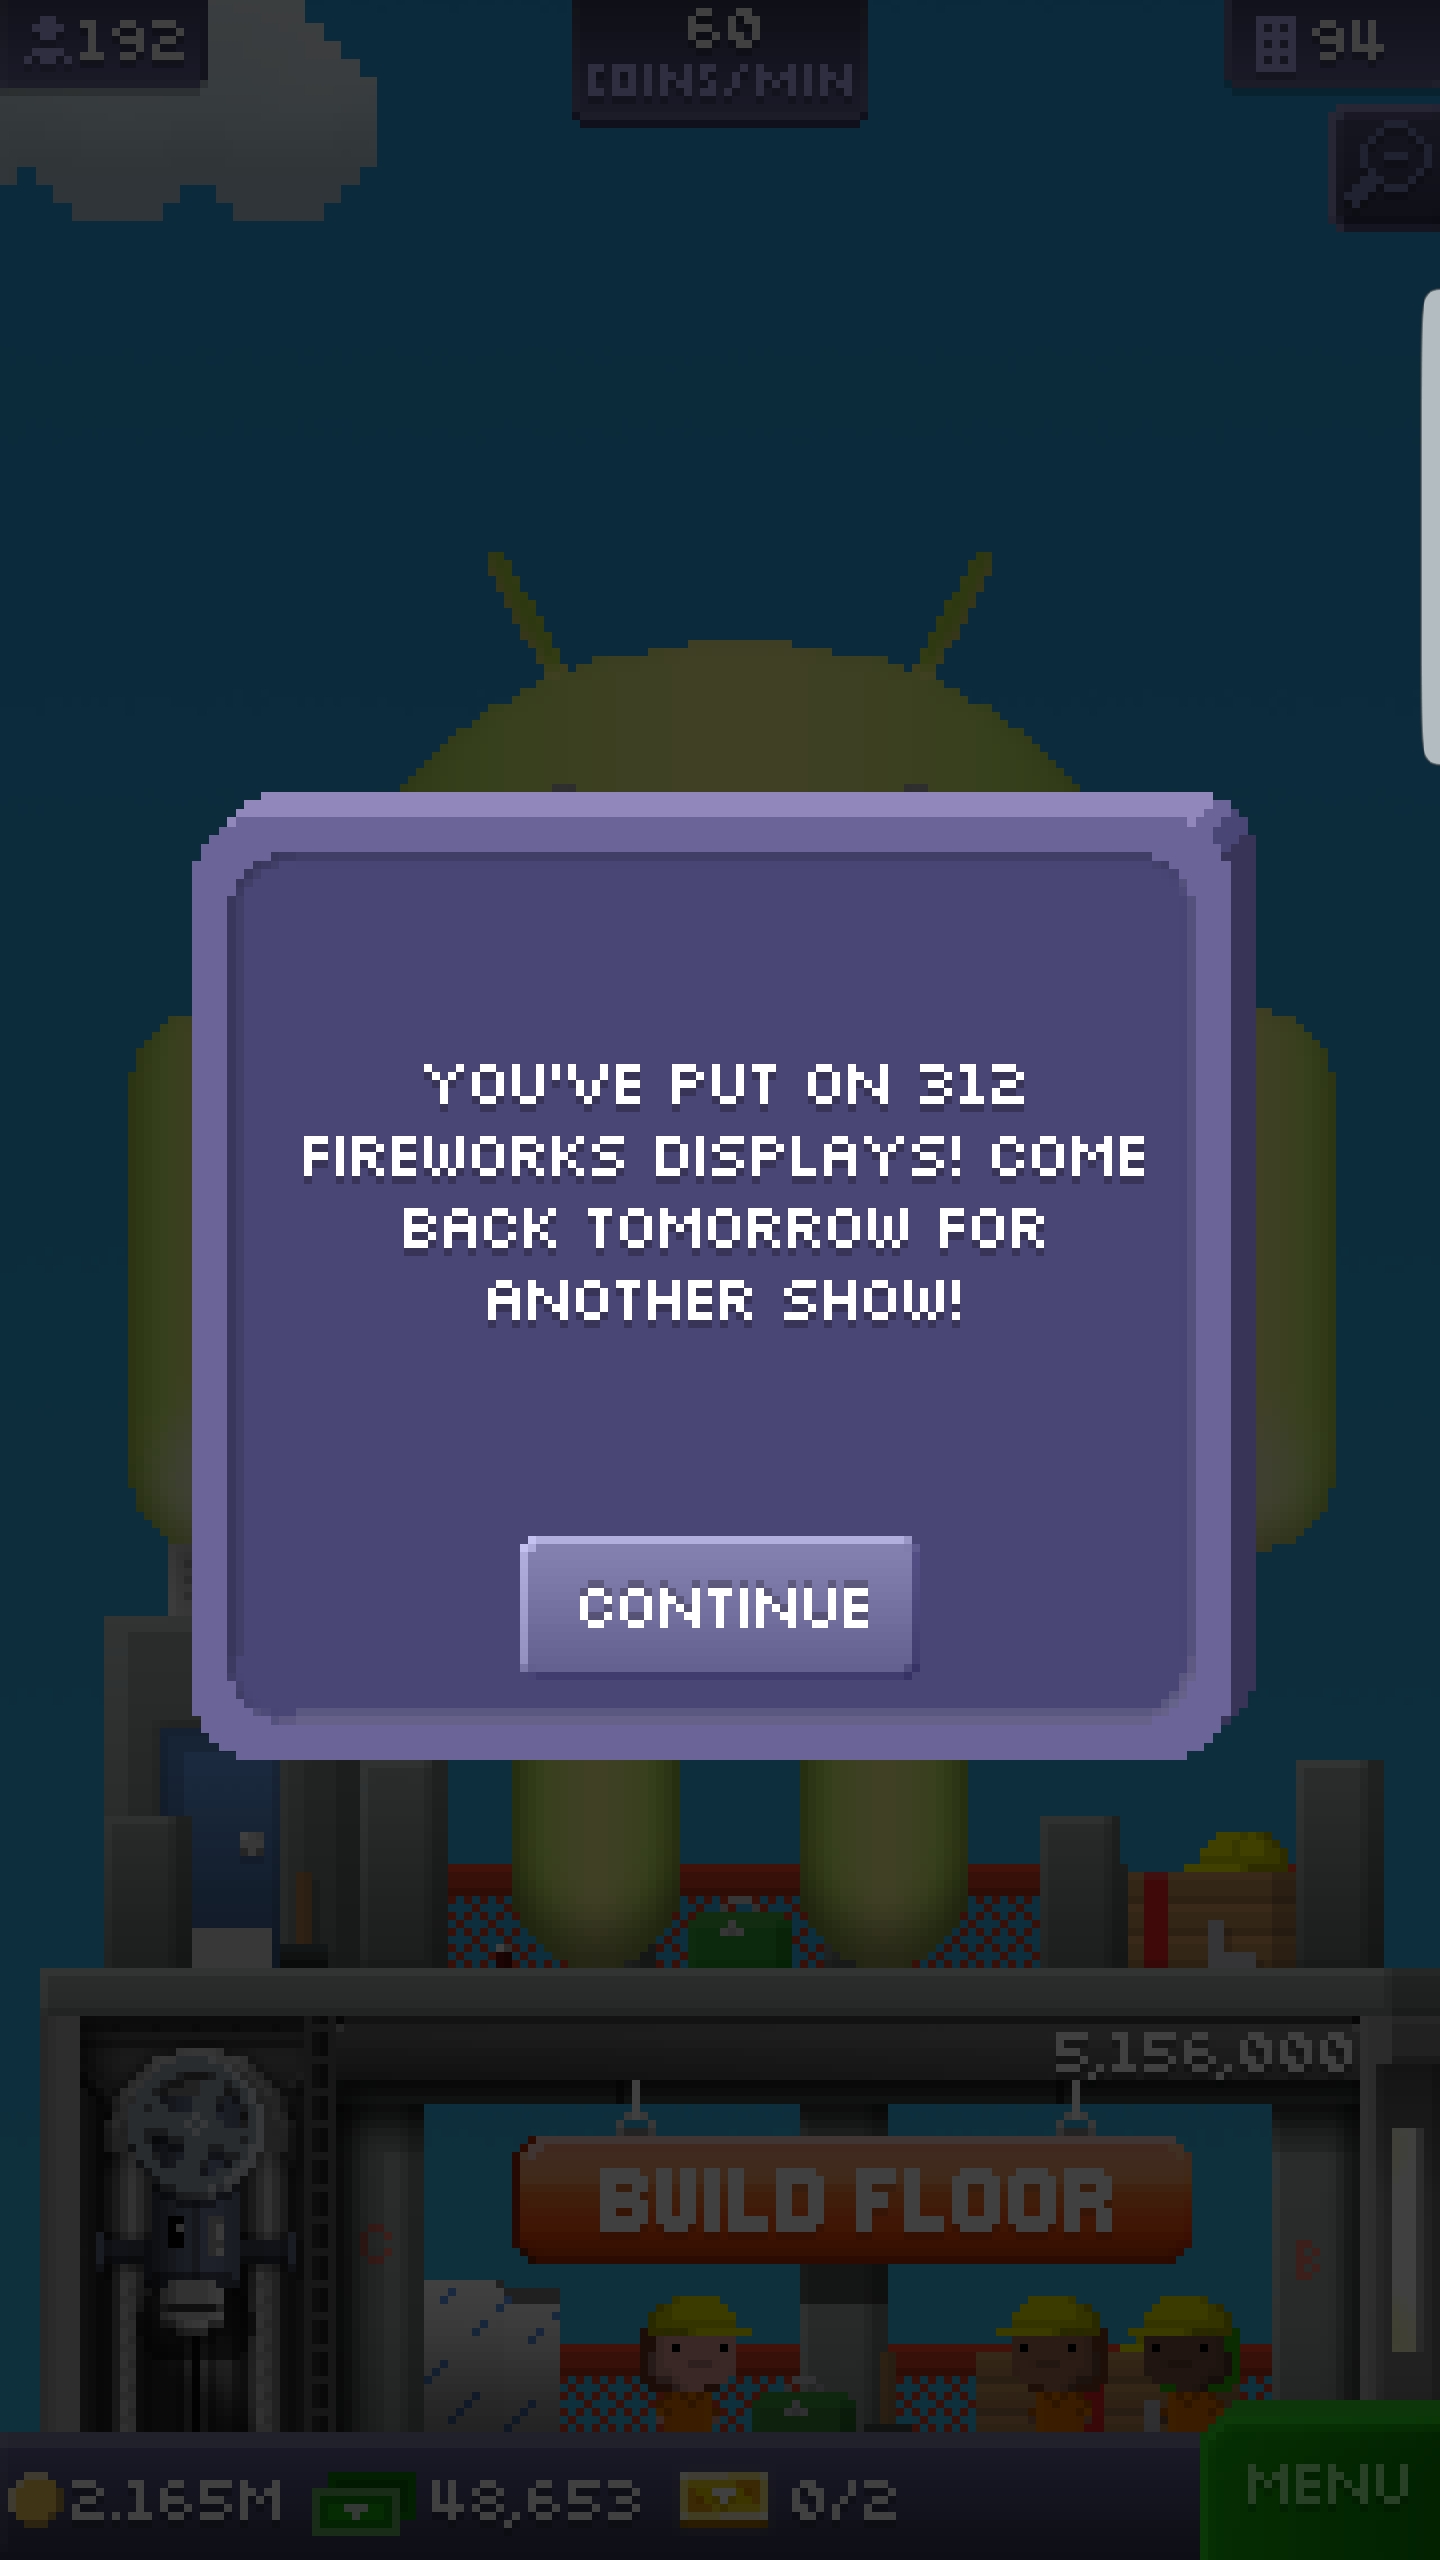 192
60
COINS/MIN
94
YOU'VE PUT ON 312
FIREWORKS DISPLAYS! COME
BACK TOMORROW FOR
ANOTHER SHOW!
CONTINUE
5,156,000
BUILD FLOOR
C
B
2.165M
48,653
0/2
MENU